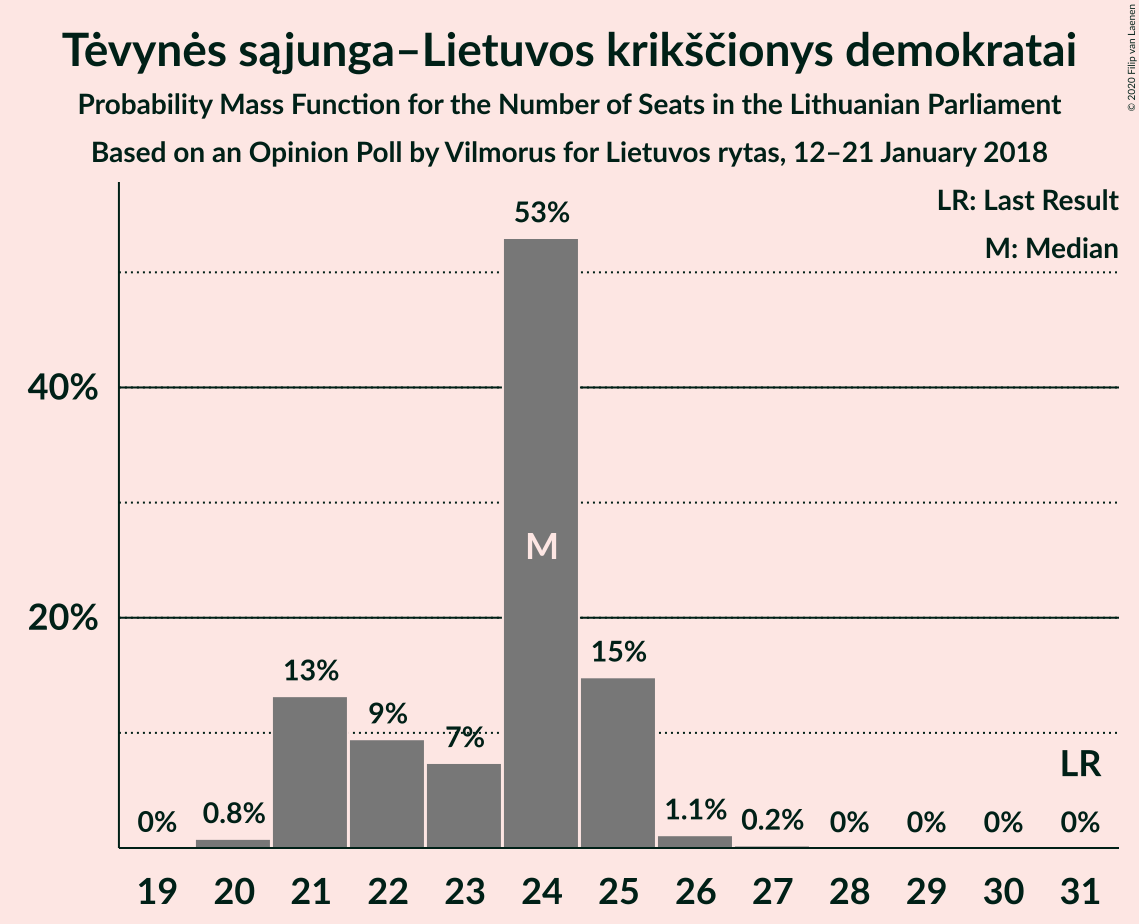 Tėvynės sąjunga–Lietuvos krikščionys demokratai
Probability Mass Function for the Number of Seats in the Lithuanian Parliament
Based on an Opinion Poll by Vilmorus for Lietuvos rytas, 12–21 January 2018
© 2020 Filip van Laenen
LR: Last Result
M: Median
53%
40%
M
20%
15%
13%
9%
7%
LR
0% 0.8% 1.1% 0.2% 0% 0% 0% 0%
19 20 21 22 23 24 25 26 27 28 29 30 31